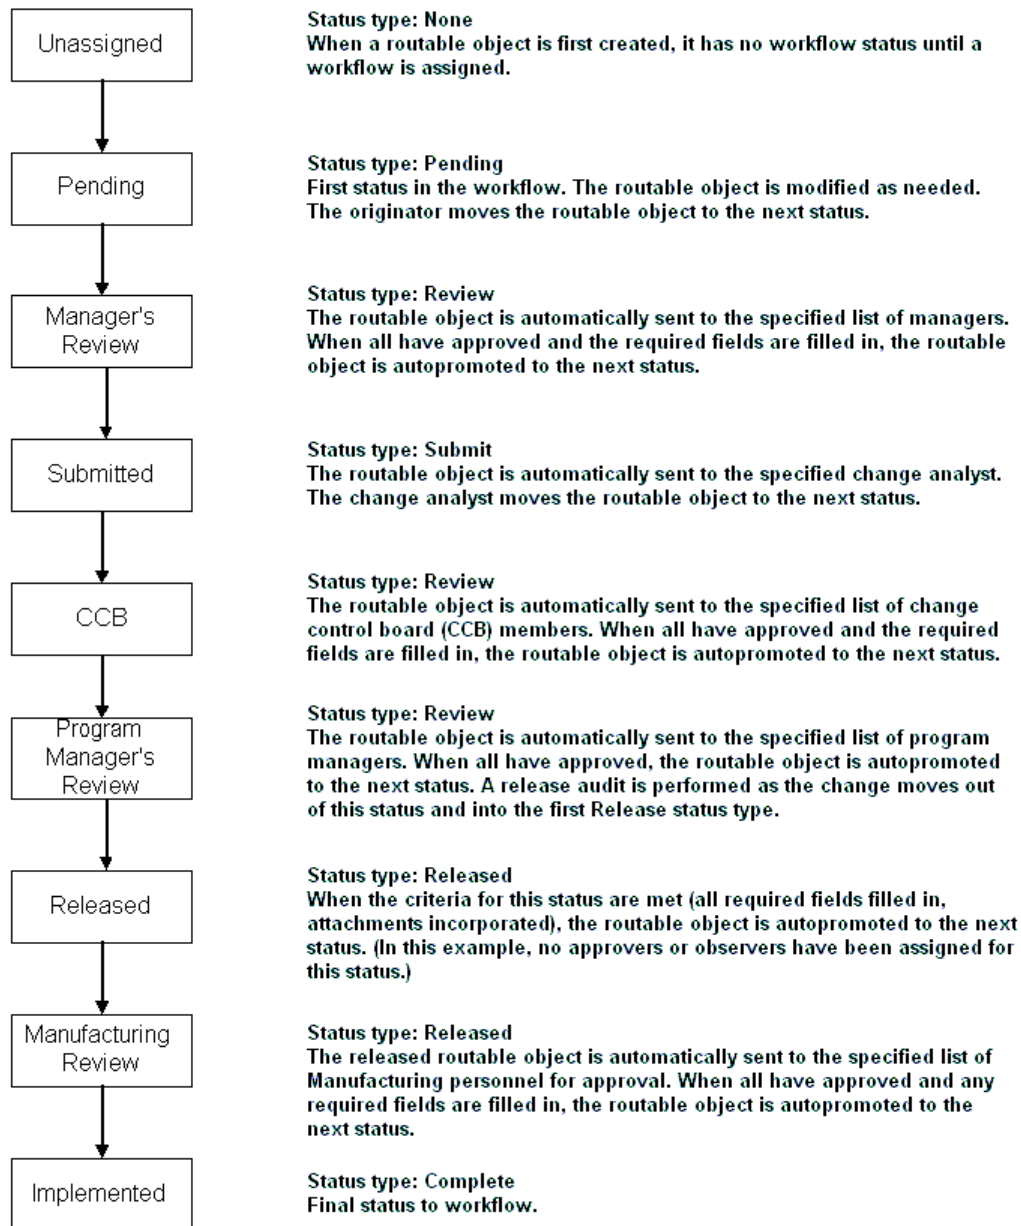 Unassigned
Status type: None
When a routable object is first created, it has no workflow status until a
workflow is assigned.
Pending
Status type: Pending
First status in the workflow. The routable object is modified as needed.
The originator moves the routable object to the next status.
Manager's
Review
Status type: Review
The routable object is automatically sent to the specified list of managers.
When all have approved and the required fields are filled in, the routable
object is autopromoted to the next status.
Submitted
Status type: Submit
The routable object is automatically sent to the specified change analyst.
The change analyst moves the routable object to the next status.
CCB
Status type: Review
The routable object is automatically sent to the specified list of change
control board (CCB) members. When all have approved and the required
fields are filled in, the routable object is autopromoted to the next status.
Program
Manager's
Review
Status type: Review
The routable object is automatically sent to the specified list of program
managers. When all have approved, the routable object is autopromoted
to the next status. A release audit is performed as the change moves out
of this status and into the first Release status type.
Released
Status type: Released
When the criteria for this status are met (all required fields filled in,
attachments incorporated), the routable object is autopromoted to the next
status. (In this example, no approvers or observers have been assigned for
this status.)
Manufacturing
Review
Status type: Released
The released routable object is automatically sent to the specified list of
Manufacturing personnel for approval. When all have approved and any
required fields are filled in, the routable object is autopromoted to the
next status.
Implemented
Status type: Complete
Final status to workflow.